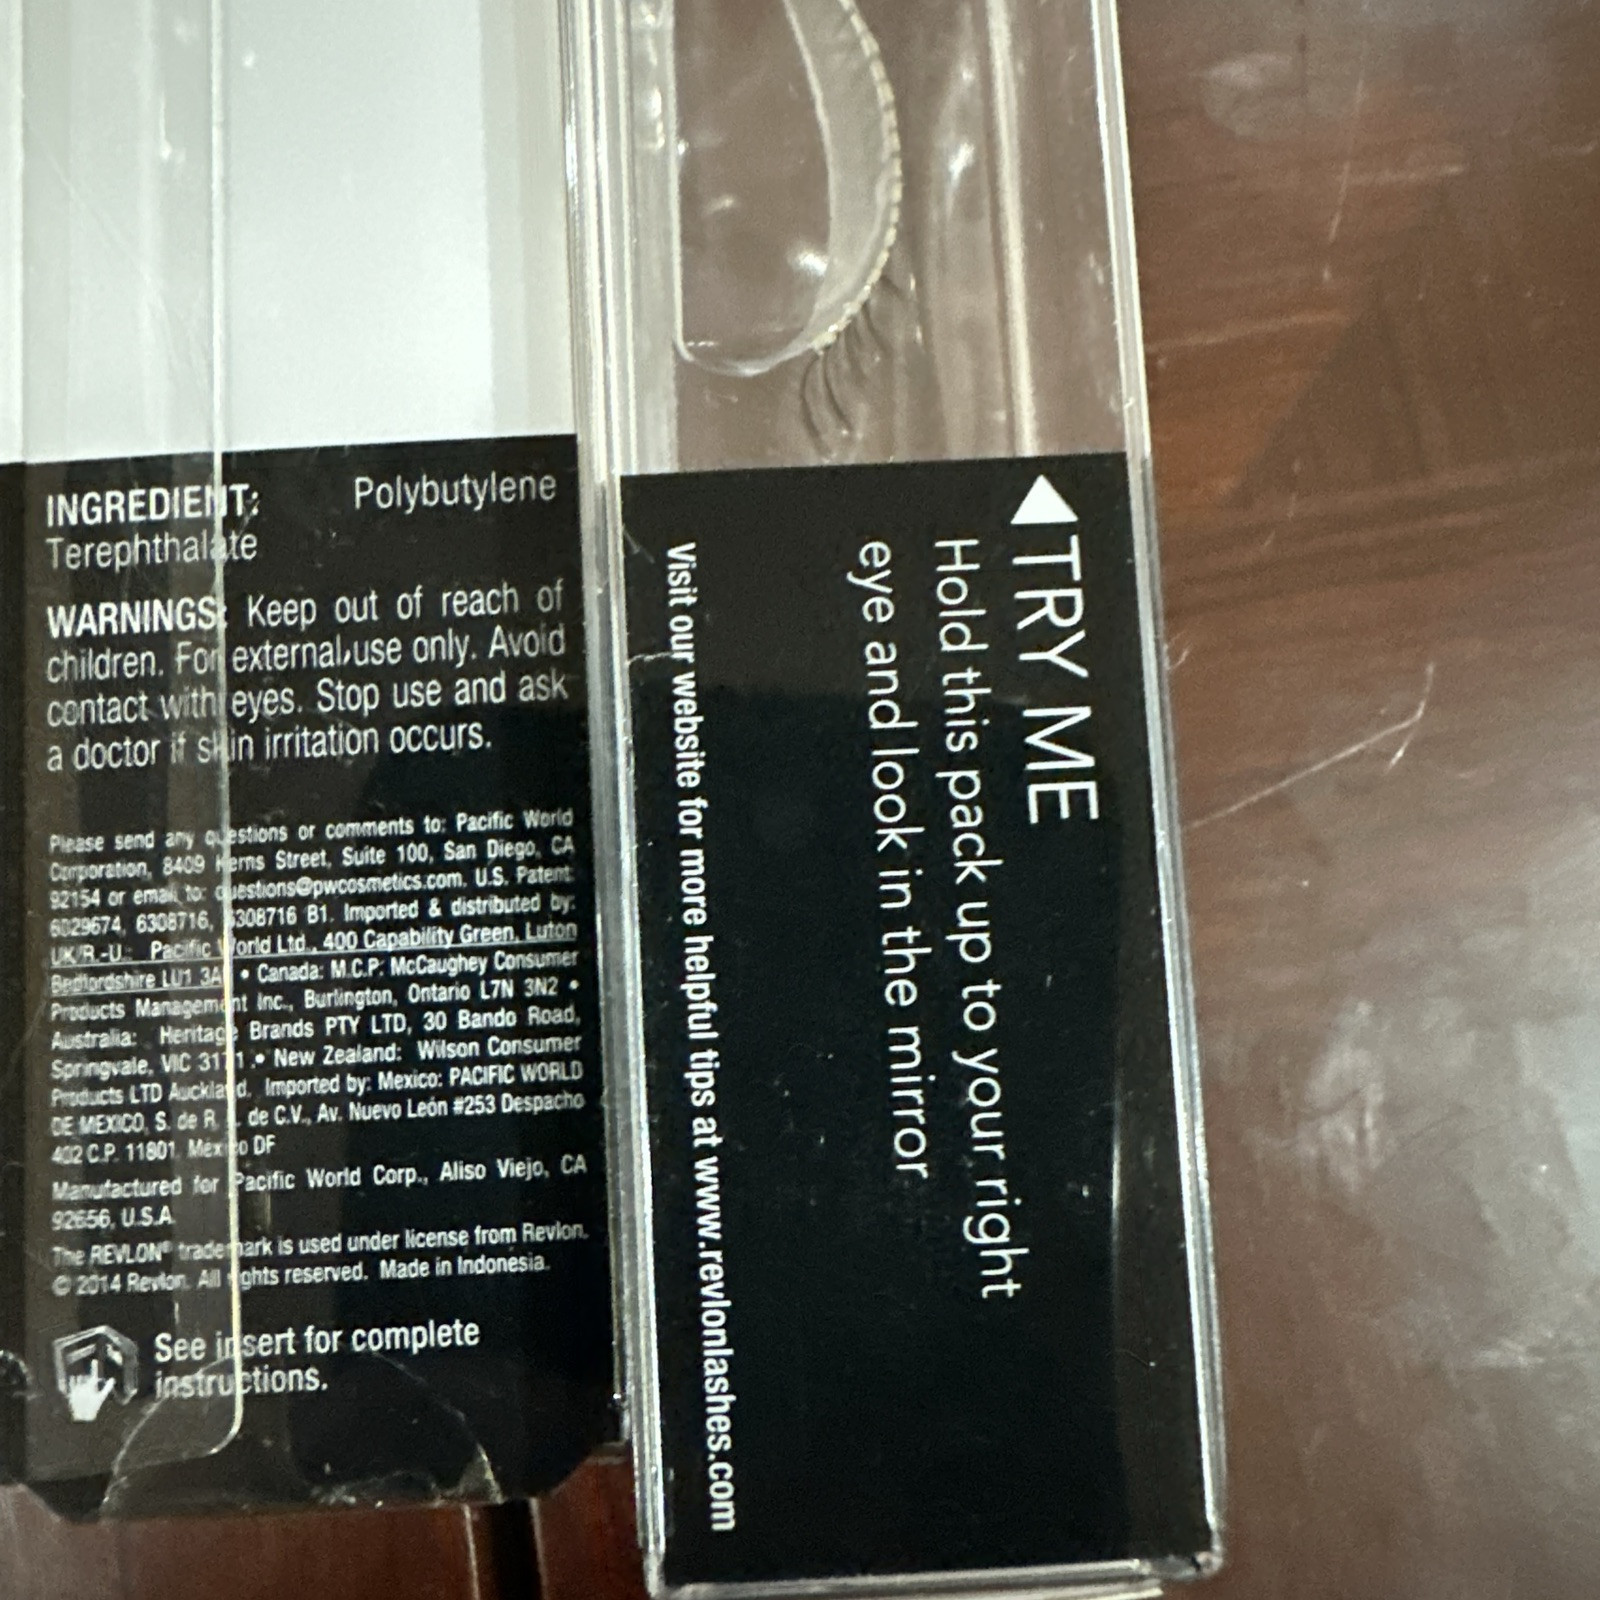 INGREDIENT: Polybutylene
Terephthalate
WARNINGS: Keep out of reach of
children. For external use only. Avoid
contact with eyes. Stop use and ask
a doctor if skin irritation occurs.
Please send any questions or comments to: Pacific World
Corporation, 8409 Kerns Street, Suite 100, San Diego, CA
92154 or email to: questions@pwcosmetics.com. U.S. Patent:
6029674, 6308716, 6308716 B1. Imported & distributed by:
UK/R.-U.: Pacific World Ltd., 400 Capability Green, Luton
Bedfordshire LU1 • Canada: M.C.P. McCaughey Consumer
Products Management Inc., Burlington, Ontario L7N 3N2 •
Australia: Heritage Brands PTY LTD, 30 Bando Road,
Springvale, VIC 3171 • New Zealand: Wilson Consumer
Products LTD Auckland. Imported by: Mexico: PACIFIC WORLD
DE MEXICO, S. de R. de C.V., Av. Nuevo León #253 Despacho
402 C.P. 11801 México DF
Manufactured for Pacific World Corp., Aliso Viejo, CA
92656, U.S.A.
The REVLON® trademark is used under license from Revlon.
© 2014 Revlon. All rights reserved. Made in Indonesia.
See insert for complete
instructions.
TRY ME
Hold this pack up to your right
eye and look in the mirror
Visit our website for more helpful tips at www.revlonlashes.com